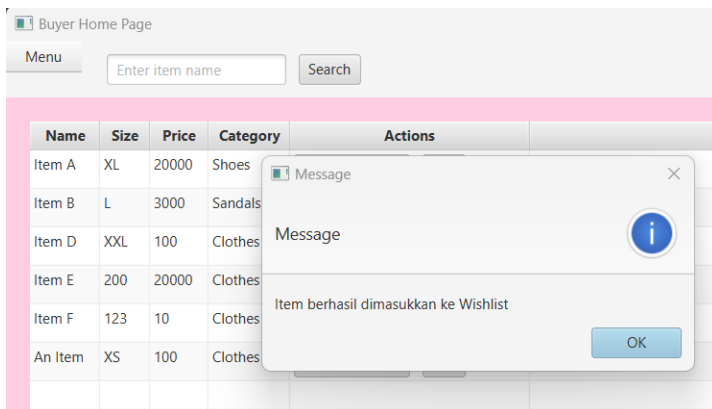 Buyer Home Page
Menu
Enter item name
Search
Name Size Price Category Actions
Item A XL 20000 Shoes
Message
Item B L 3000 Sandals
Item D XXL 100 Clothes
Message
Item E 200 20000 Clothes
Item berhasil dimasukkan ke Wishlist
Item F 123 10 Clothes
OK
An Item XS 100 Clothes